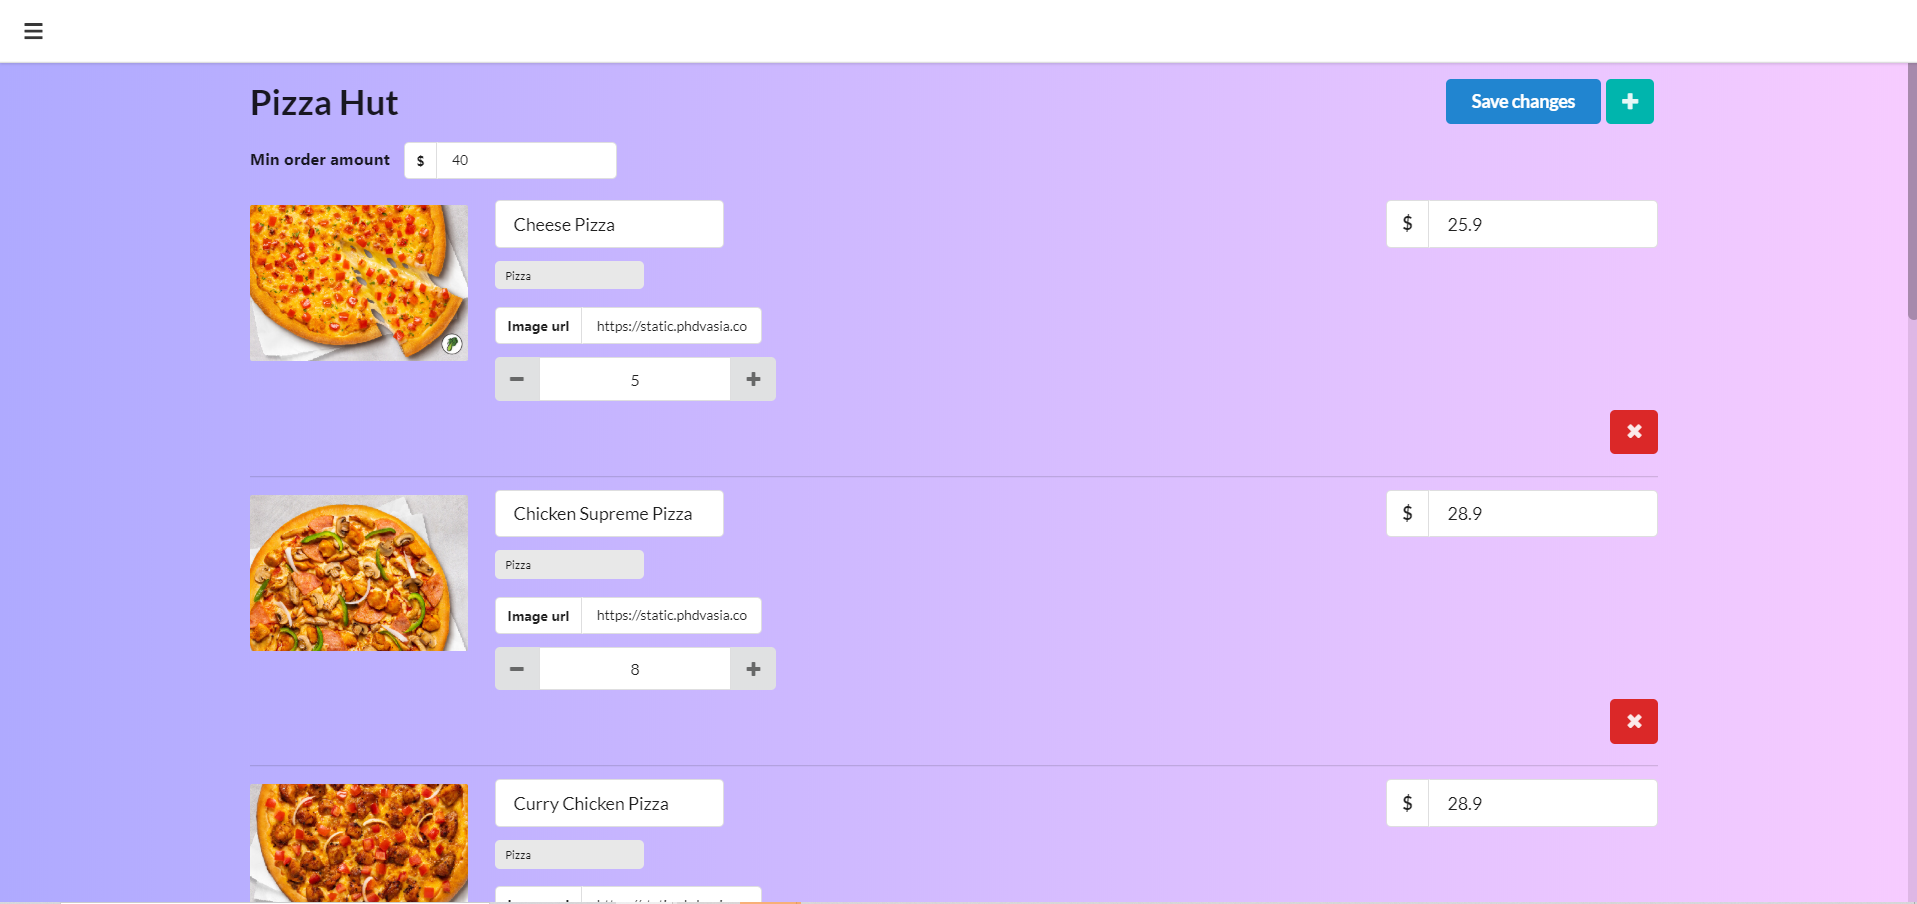 Pizza Hut
Save changes
Min order amount $ 40
Cheese Pizza
$ 25.9
Pizza
Image url https://static.phdvasia.co
5
Chicken Supreme Pizza
$ 28.9
Pizza
Image url https://static.phdvasia.co
8
Curry Chicken Pizza
$ 28.9
Pizza